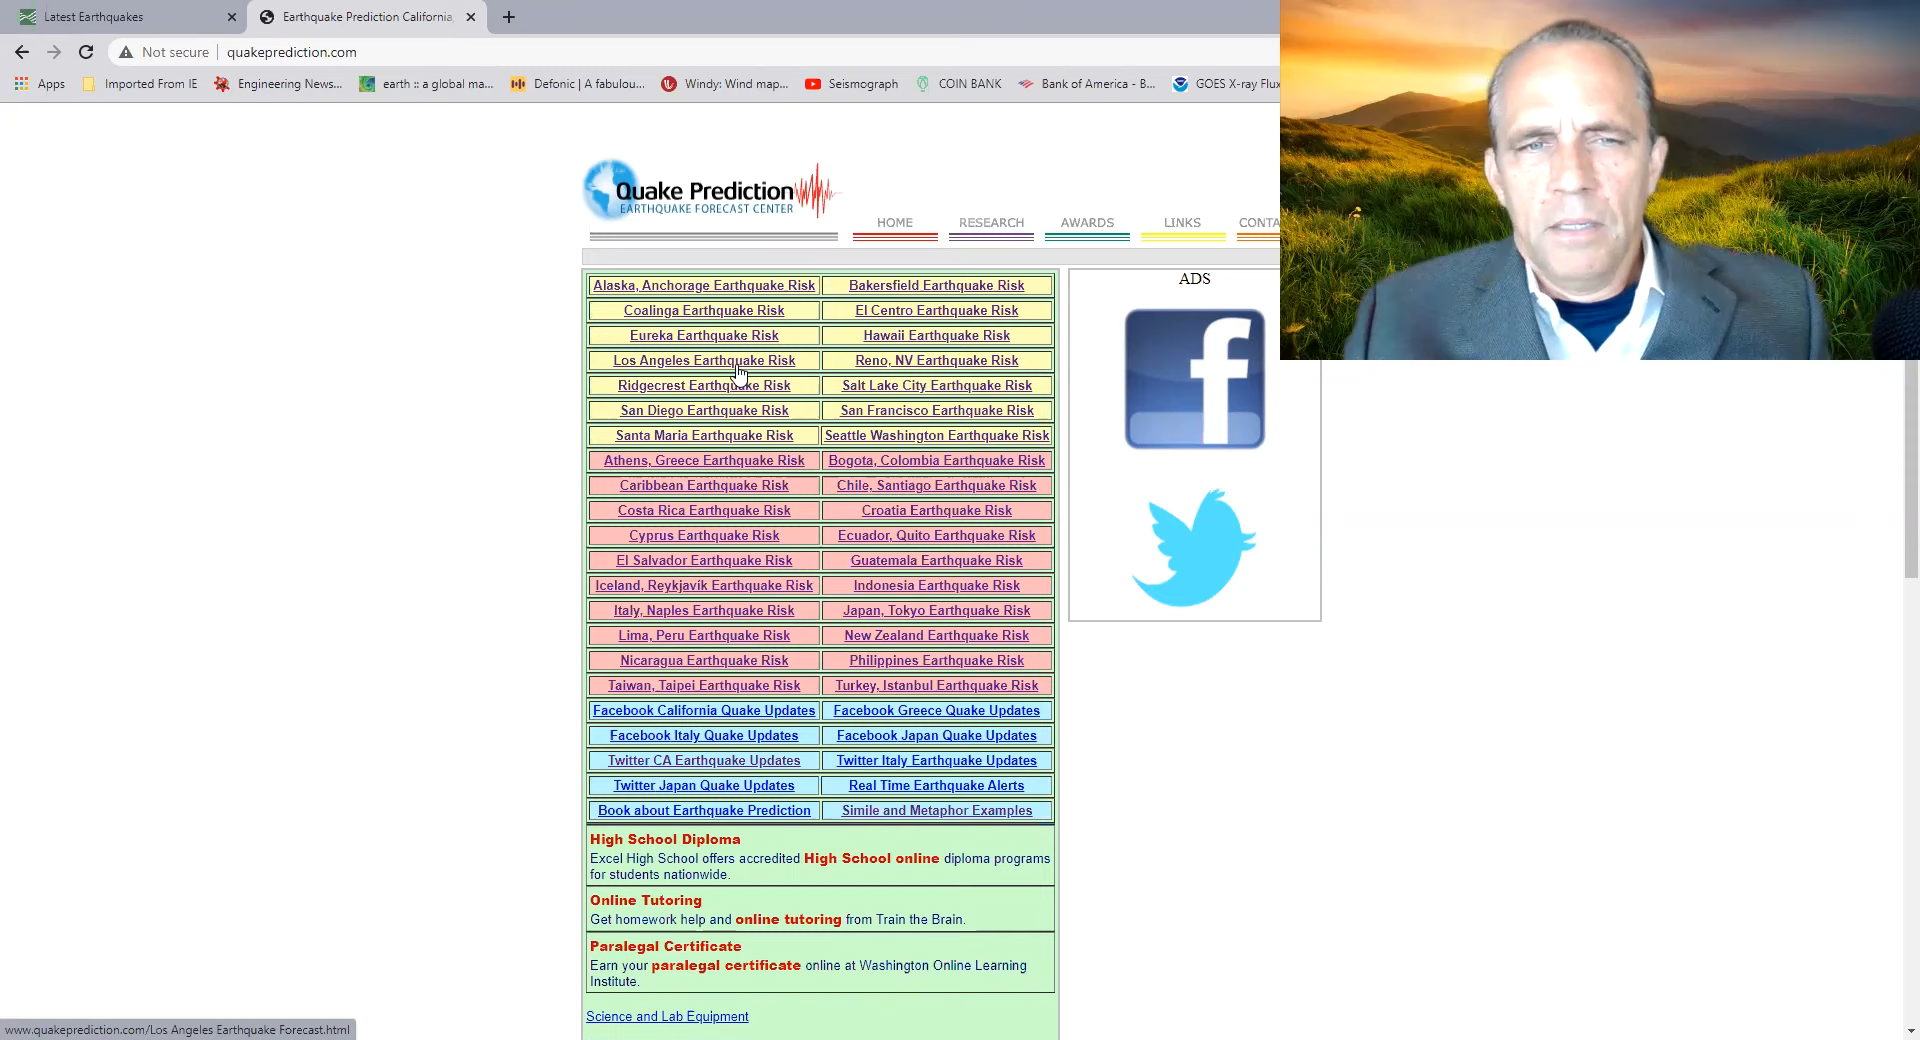 Latest Earthquakes
Earthquake Prediction California,
Not secure
quakeprediction.com
Apps
Imported From IE
Engineering News...
earth :: a global ma...
Defonic | A fabulou...
Windy: Wind map...
Seismograph
COIN BANK
Bank of America - B...
GOES X-ray Flux
Quake Prediction
EARTHQUAKE FORECAST CENTER
HOME
RESEARCH
AWARDS
LINKS
CONTA
Alaska, Anchorage Earthquake Risk
Bakersfield Earthquake Risk
Coalinga Earthquake Risk
El Centro Earthquake Risk
Eureka Earthquake Risk
Hawaii Earthquake Risk
Los Angeles Earthquake Risk
Reno, NV Earthquake Risk
Ridgecrest Earthquake Risk
Salt Lake City Earthquake Risk
San Diego Earthquake Risk
San Francisco Earthquake Risk
Santa Maria Earthquake Risk
Seattle Washington Earthquake Risk
Athens, Greece Earthquake Risk
Bogota, Colombia Earthquake Risk
Caribbean Earthquake Risk
Chile, Santiago Earthquake Risk
Costa Rica Earthquake Risk
Croatia Earthquake Risk
Cyprus Earthquake Risk
Ecuador, Quito Earthquake Risk
El Salvador Earthquake Risk
Guatemala Earthquake Risk
Iceland, Reykjavík Earthquake Risk
Indonesia Earthquake Risk
Italy, Naples Earthquake Risk
Japan, Tokyo Earthquake Risk
Lima, Peru Earthquake Risk
New Zealand Earthquake Risk
Nicaragua Earthquake Risk
Philippines Earthquake Risk
Taiwan, Taipei Earthquake Risk
Turkey, Istanbul Earthquake Risk
Facebook California Quake Updates
Facebook Greece Quake Updates
Facebook Italy Quake Updates
Facebook Japan Quake Updates
Twitter CA Earthquake Updates
Twitter Italy Earthquake Updates
Twitter Japan Quake Updates
Real Time Earthquake Alerts
Book about Earthquake Prediction
Simile and Metaphor Examples
High School Diploma
Excel High School offers accredited High School online diploma programs
for students nationwide.
Online Tutoring
Get homework help and online tutoring from Train the Brain.
Paralegal Certificate
Earn your paralegal certificate online at Washington Online Learning
Institute.
Science and Lab Equipment
ADS
f
www.quakeprediction.com/Los Angeles Earthquake Forecast.html